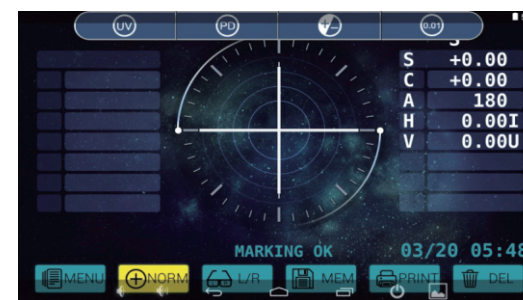 UV PD +/- 0.01
S
S +0.00
C +0.00
A 180
H 0.00I
V 0.00U
MARKING OK 03/20 05:48
MENU NORM L/R MEM PRINT DEL